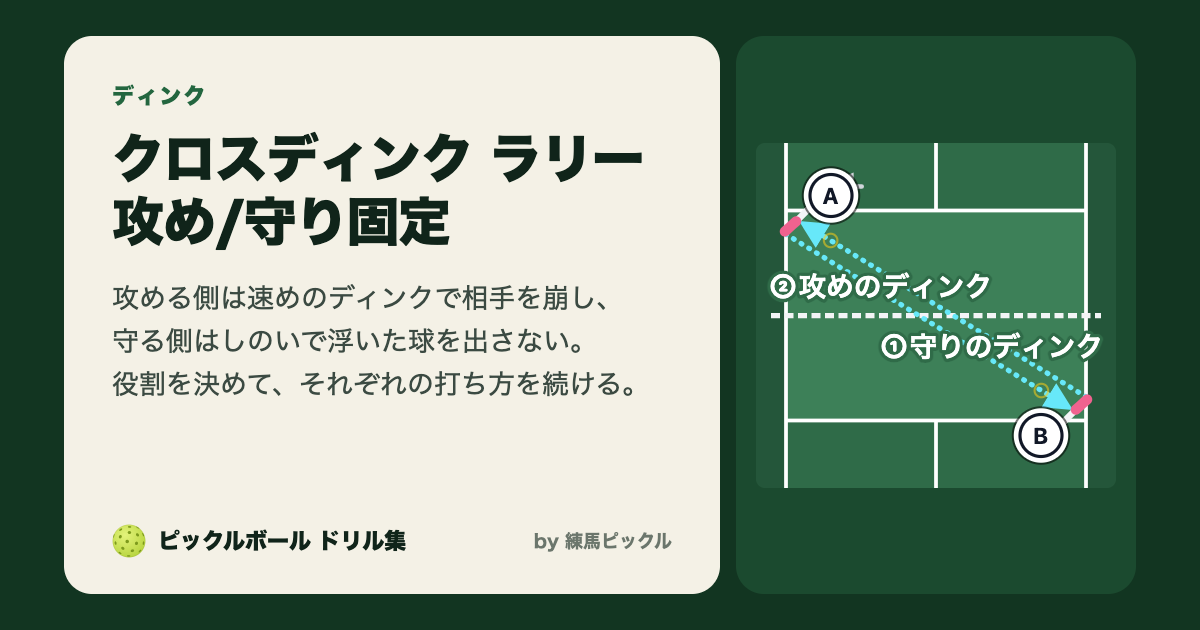 ディンク
クロスディンク ラリー
攻め/守り固定
攻める側は速めのディンクで相手を崩し、
守る側はしのいで浮いた球を出さない。
役割を決めて、それぞれの打ち方を続ける。
ピックルボール ドリル集
by 練馬ピックル
A
②攻めのディンク
①守りのディンク
B